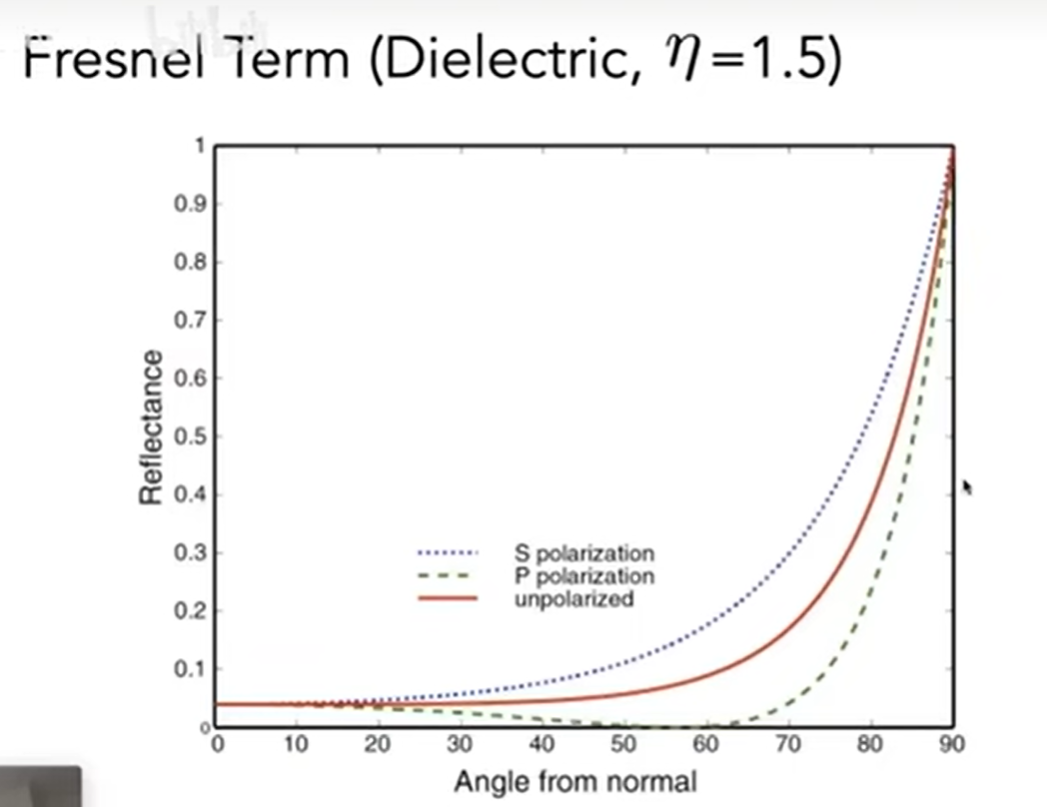 Fresnel Term (Dielectric, η=1.5)
1
0.9
0.8
0.7
0.6
0.5
0.4
0.3
0.2
0.1
0
Reflectance
S polarization
P polarization
unpolarized
0 10 20 30 40 50 60 70 80 90
Angle from normal